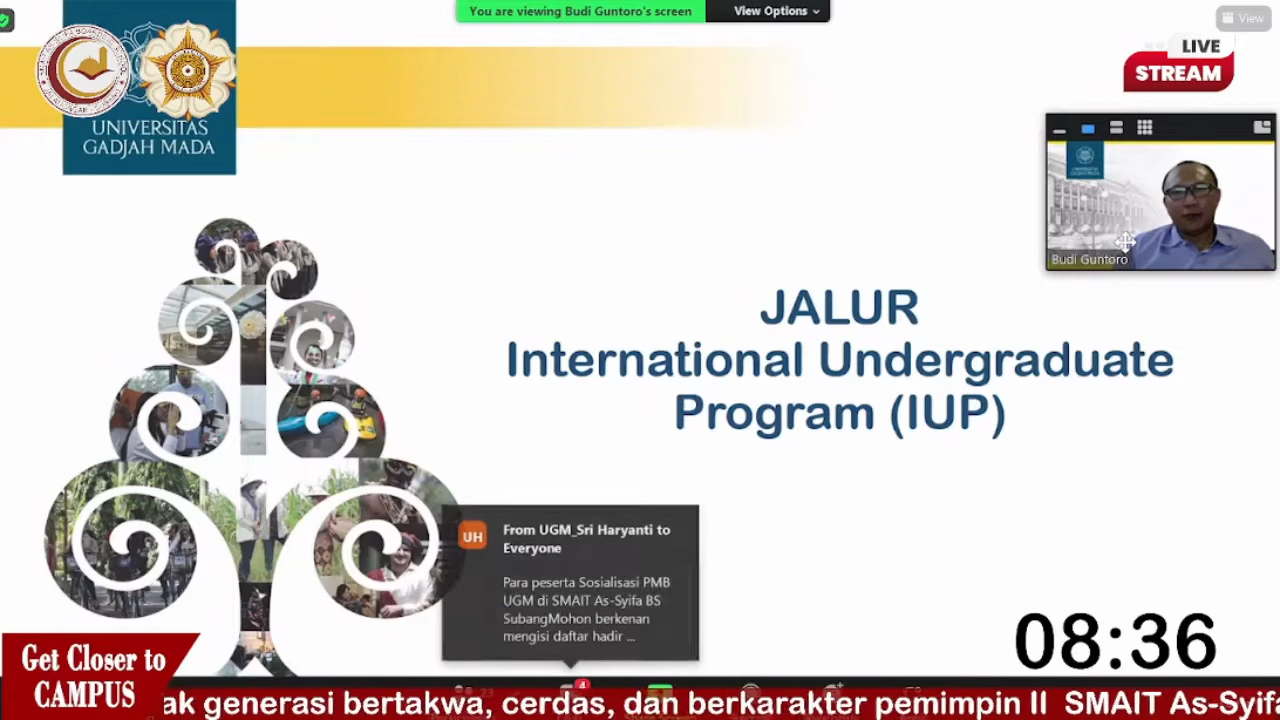 You are viewing Budi Guntoro's screen
View Options
View
LIVE
STREAM
UNIVERSITAS
GADJAH MADA
Budi Guntoro
JALUR
International Undergraduate
Program (IUP)
UH
From UGM_Sri Haryanti to
Everyone
Para peserta Sosialisasi PMB
UGM di SMAIT As-Syifa BS
SubangMohon berkenan
mengisi daftar hadir ...
08:36
Get Closer to
CAMPUS
4
23
ak generasi bertakwa, cerdas, dan berkarakter pemimpin II SMAIT As-Syifa